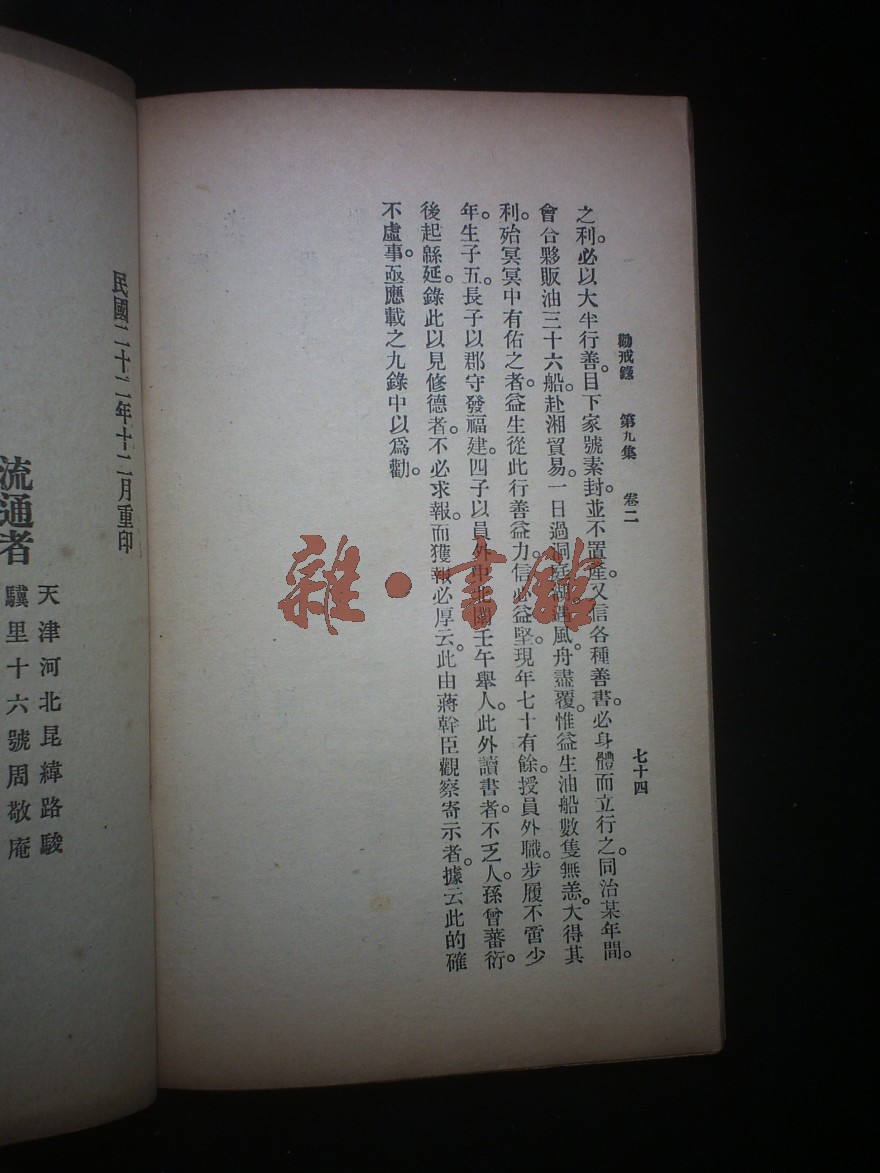 勸戒錄　第九集　卷二　七十四
之利。必以大半行善。目下家號素封。並不置產。又信各種善書。必身體而立行之。同治某年間。
會合夥販油三十六船。赴湘貿易。一日過洞庭湖。遇風。舟盡覆。惟益生油船數隻無恙。大得其
利。殆冥冥中有佑之者。益生從此行善益力。信心益堅。現年七十有餘。授員外職。步履不啻少
年。生子五。長子以郡守發福建。四子以員外中北闈壬午舉人。此外讀書者。不乏人。孫曾蕃衍。
後起緜延。錄此以見修德者。不必求報。而獲報必厚云。此由蔣幹臣觀察寄示者。據云此的確
不虛事。亟應載之九錄中以爲勸。
民國二十二年十二月重印
流通者
天津河北昆緯路駿
驥里十六號周敬庵
雜·書館